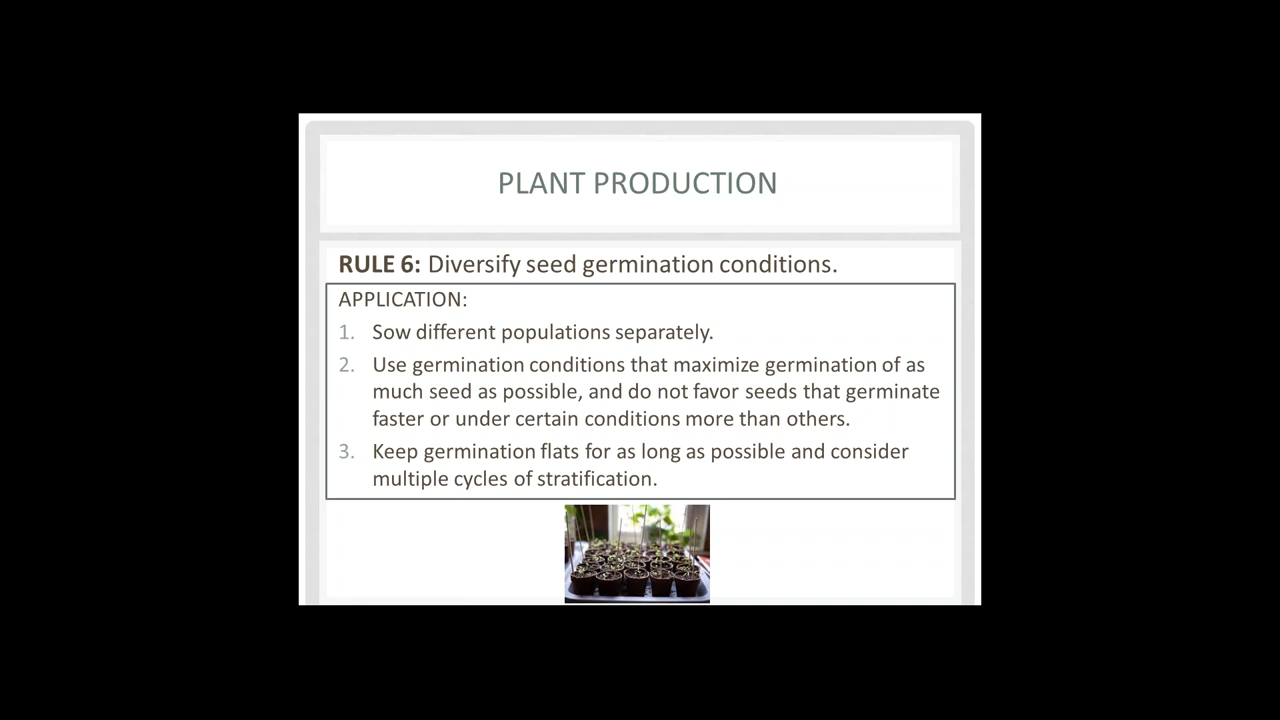 PLANT PRODUCTION
RULE 6: Diversify seed germination conditions.
APPLICATION:
1. Sow different populations separately.
2. Use germination conditions that maximize germination of as
much seed as possible, and do not favor seeds that germinate
faster or under certain conditions more than others.
3. Keep germination flats for as long as possible and consider
multiple cycles of stratification.